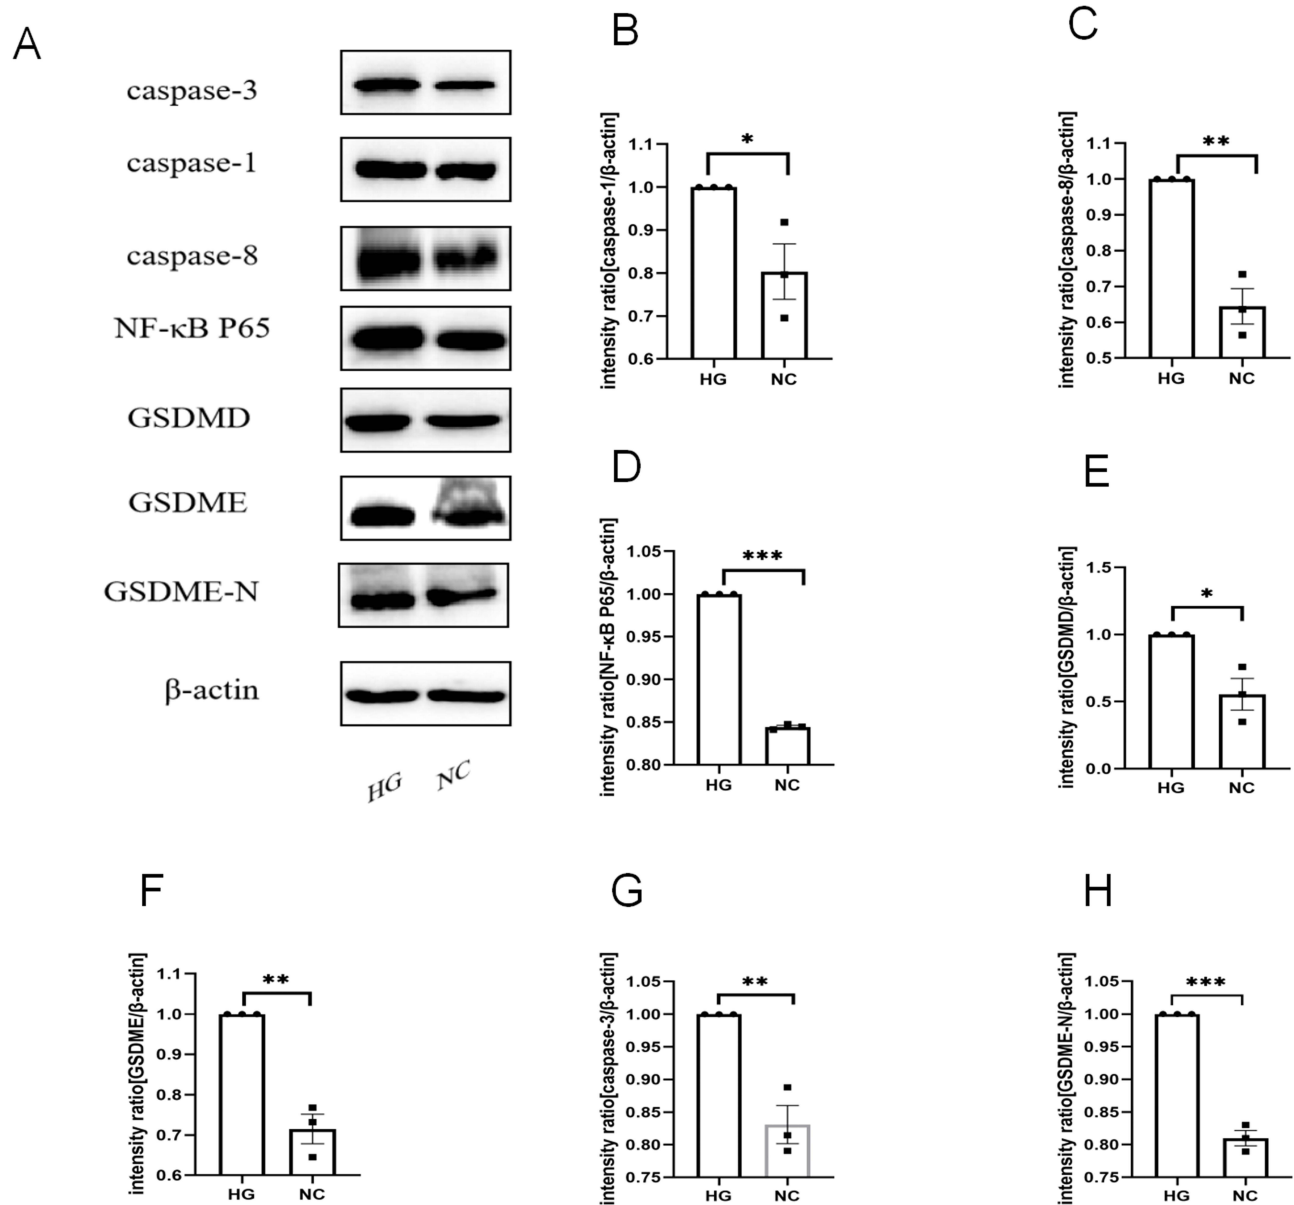 A
caspase-3
caspase-1
caspase-8
NF-κB P65
GSDMD
GSDME
GSDME-N
β-actin
HG NC
B
intensity ratio[caspase-1/β-actin]
1.1
1.0
0.9
0.8
0.7
0.6
*
HG NC
C
intensity ratio[caspase-8/β-actin]
1.1
1.0
0.9
0.8
0.7
0.6
0.5
**
HG NC
D
intensity ratio[NF-κB P65/β-actin]
1.05
1.00
0.95
0.90
0.85
0.80
***
HG NC
E
intensity ratio[GSDMD/β-actin]
1.5
1.0
0.5
0.0
*
HG NC
F
intensity ratio[GSDME/β-actin]
1.1
1.0
0.9
0.8
0.7
0.6
**
HG NC
G
intensity ratio[caspase-3/β-actin]
1.05
1.00
0.95
0.90
0.85
0.80
0.75
**
HG NC
H
intensity ratio[GSDME-N/β-actin]
1.05
1.00
0.95
0.90
0.85
0.80
0.75
***
HG NC